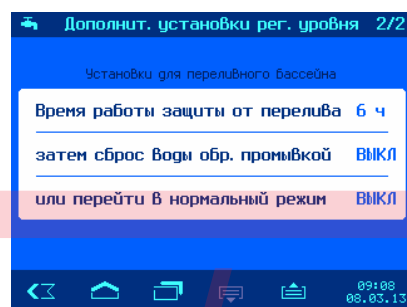 Дополнит. установки рег. уровня 2/2
Установки для переливного бассейна
Время работы защиты от перелива 6 ч
затем сброс воды обр. промывкой ВЫКЛ
или перейти в нормальный режим ВЫКЛ
09:08
08.03.13